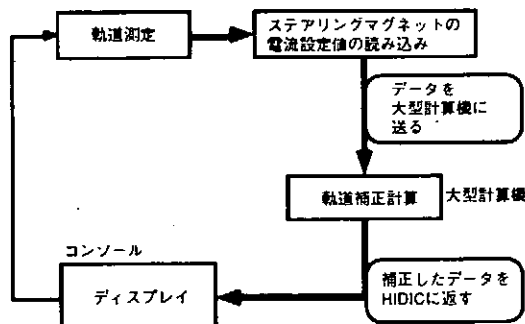 軌道測定
ステアリングマグネットの
電流設定値の読み込み
データを
大型計算機に
送る
軌道補正計算
大型計算機
補正したデータを
HIDICに返す
コンソール
ディスプレイ